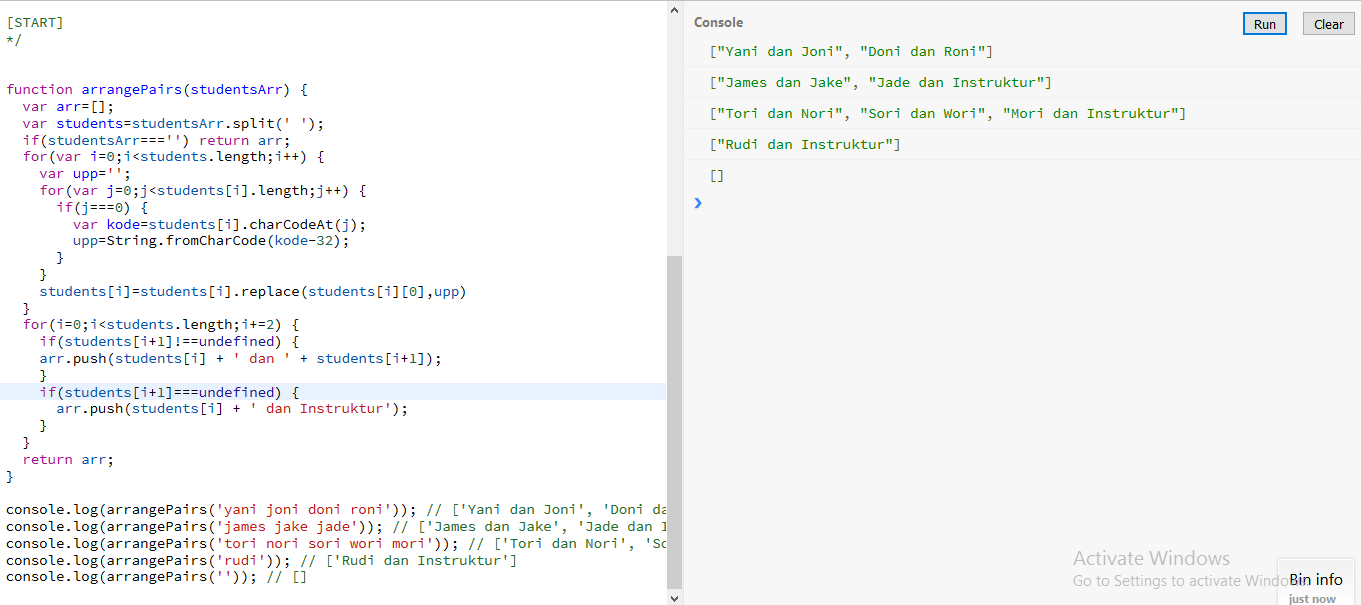 [START]
*/
function arrangePairs(studentsArr) {
  var arr=[];
  var students=studentsArr.split(' ');
  if(studentsArr==='') return arr;
  for(var i=0;i<students.length;i++) {
    var upp='';
    for(var j=0;j<students[i].length;j++) {
      if(j===0) {
        var kode=students[i].charCodeAt(j);
        upp=String.fromCharCode(kode-32);
      }
    }
    students[i]=students[i].replace(students[i][0],upp)
  }
  for(i=0;i<students.length;i+=2) {
    if(students[i+1]!==undefined) {
    arr.push(students[i] + ' dan ' + students[i+1]);
    }
    if(students[i+1]===undefined) {
      arr.push(students[i] + ' dan Instruktur');
    }
  }
  return arr;
}
console.log(arrangePairs('yani joni doni roni')); // ['Yani dan Joni', 'Doni da
console.log(arrangePairs('james jake jade')); // ['James dan Jake', 'Jade dan I
console.log(arrangePairs('tori nori sori wori mori')); // ['Tori dan Nori', 'So
console.log(arrangePairs('rudi')); // ['Rudi dan Instruktur']
console.log(arrangePairs('')); // []
Console
Run
Clear
["Yani dan Joni", "Doni dan Roni"]
["James dan Jake", "Jade dan Instruktur"]
["Tori dan Nori", "Sori dan Wori", "Mori dan Instruktur"]
["Rudi dan Instruktur"]
[]
Activate Windows
Go to Settings to activate Windo
Bin info
just now